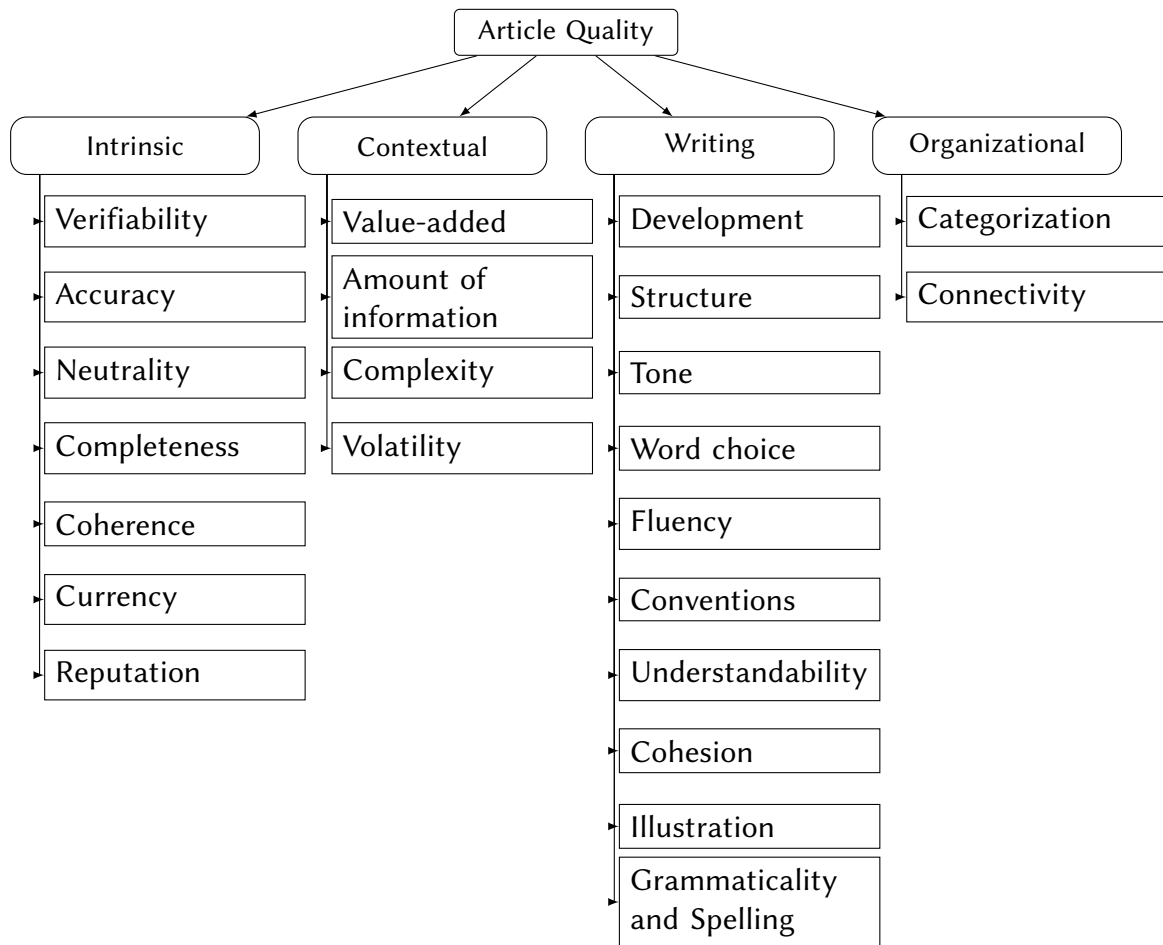 Article Quality
Intrinsic
Verifiability
Accuracy
Neutrality
Completeness
Coherence
Currency
Reputation
Contextual
Value-added
Amount of
information
Complexity
Volatility
Writing
Development
Structure
Tone
Word choice
Fluency
Conventions
Understandability
Cohesion
Illustration
Grammaticality
and Spelling
Organizational
Categorization
Connectivity